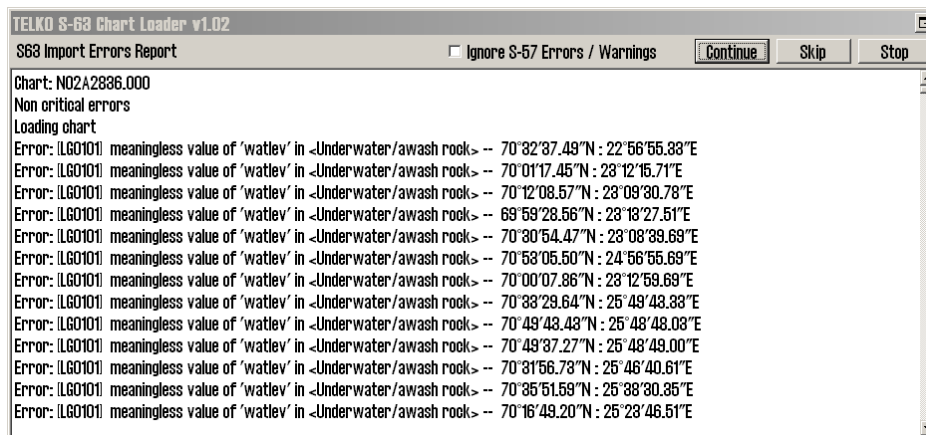 TELKO S-63 Chart Loader v1.02
S63 Import Errors Report Ignore S-57 Errors / Warnings Continue Skip Stop
Chart: NO2A2836.000
Non critical errors
Loading chart
Error: [LG0101] meaningless value of 'watlev' in <Underwater/awash rock> -- 70°32'37.49"N : 22°56'55.33"E
Error: [LG0101] meaningless value of 'watlev' in <Underwater/awash rock> -- 70°01'17.45"N : 23°12'15.71"E
Error: [LG0101] meaningless value of 'watlev' in <Underwater/awash rock> -- 70°12'08.57"N : 23°09'30.78"E
Error: [LG0101] meaningless value of 'watlev' in <Underwater/awash rock> -- 69°59'28.56"N : 23°13'27.51"E
Error: [LG0101] meaningless value of 'watlev' in <Underwater/awash rock> -- 70°30'54.47"N : 23°08'39.69"E
Error: [LG0101] meaningless value of 'watlev' in <Underwater/awash rock> -- 70°53'05.50"N : 24°56'55.69"E
Error: [LG0101] meaningless value of 'watlev' in <Underwater/awash rock> -- 70°00'07.86"N : 23°12'59.69"E
Error: [LG0101] meaningless value of 'watlev' in <Underwater/awash rock> -- 70°33'29.64"N : 25°49'43.33"E
Error: [LG0101] meaningless value of 'watlev' in <Underwater/awash rock> -- 70°49'43.43"N : 25°48'48.03"E
Error: [LG0101] meaningless value of 'watlev' in <Underwater/awash rock> -- 70°49'37.27"N : 25°48'49.00"E
Error: [LG0101] meaningless value of 'watlev' in <Underwater/awash rock> -- 70°31'56.73"N : 25°46'40.61"E
Error: [LG0101] meaningless value of 'watlev' in <Underwater/awash rock> -- 70°35'51.59"N : 25°38'30.35"E
Error: [LG0101] meaningless value of 'watlev' in <Underwater/awash rock> -- 70°16'49.20"N : 25°23'46.51"E